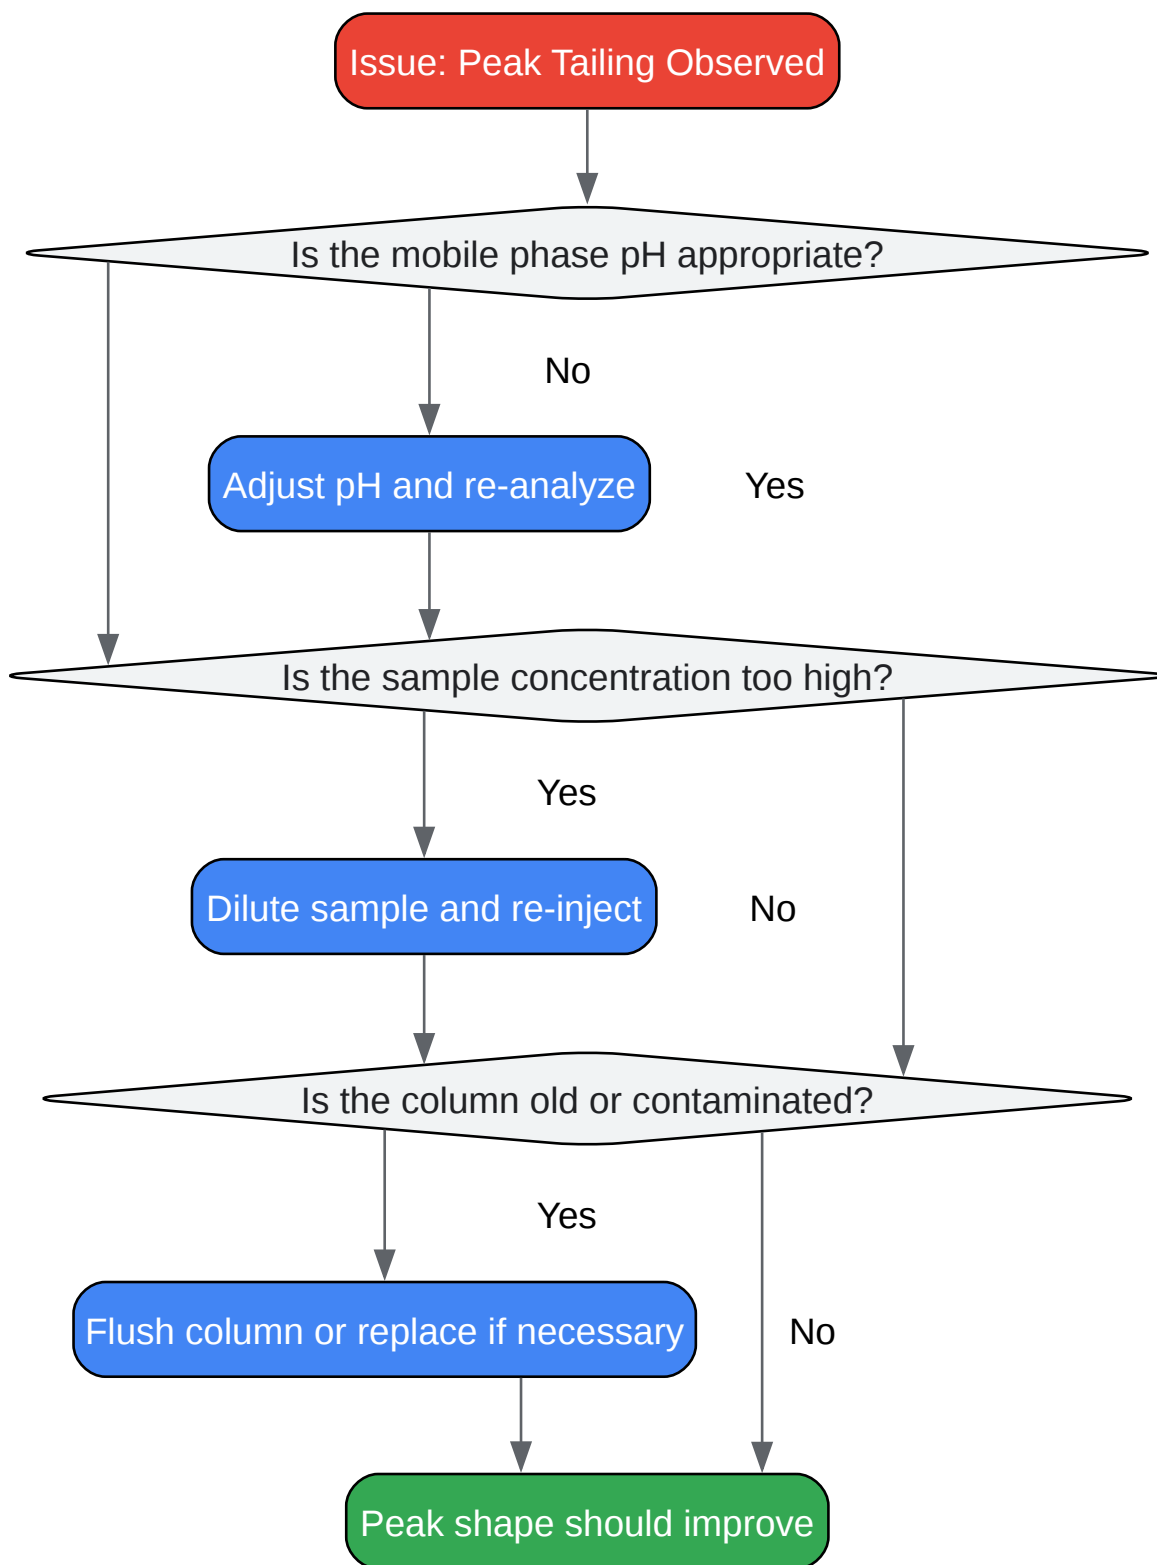 Issue: Peak Tailing Observed
Is the mobile phase pH appropriate?
No
Adjust pH and re-analyze
Yes
Is the sample concentration too high?
Yes
Dilute sample and re-inject
No
Is the column old or contaminated?
Yes
Flush column or replace if necessary
No
Peak shape should improve